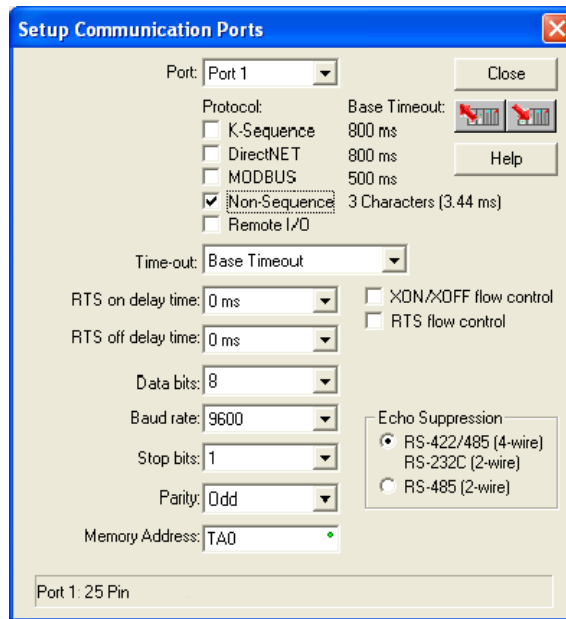 Setup Communication Ports
Port: Port 1
Close
Protocol: Base Timeout:
K-Sequence 800 ms
DirectNET 800 ms
Help
MODBUS 500 ms
Non-Sequence 3 Characters (3.44 ms)
Remote I/O
Time-out: Base Timeout
RTS on delay time: 0 ms
XON/XOFF flow control
RTS off delay time: 0 ms
RTS flow control
Data bits: 8
Baud rate: 9600
Echo Suppression
RS-422/485 (4-wire)
RS-232C (2-wire)
Stop bits: 1
RS-485 (2-wire)
Parity: Odd
Memory Address: TA0
Port 1: 25 Pin